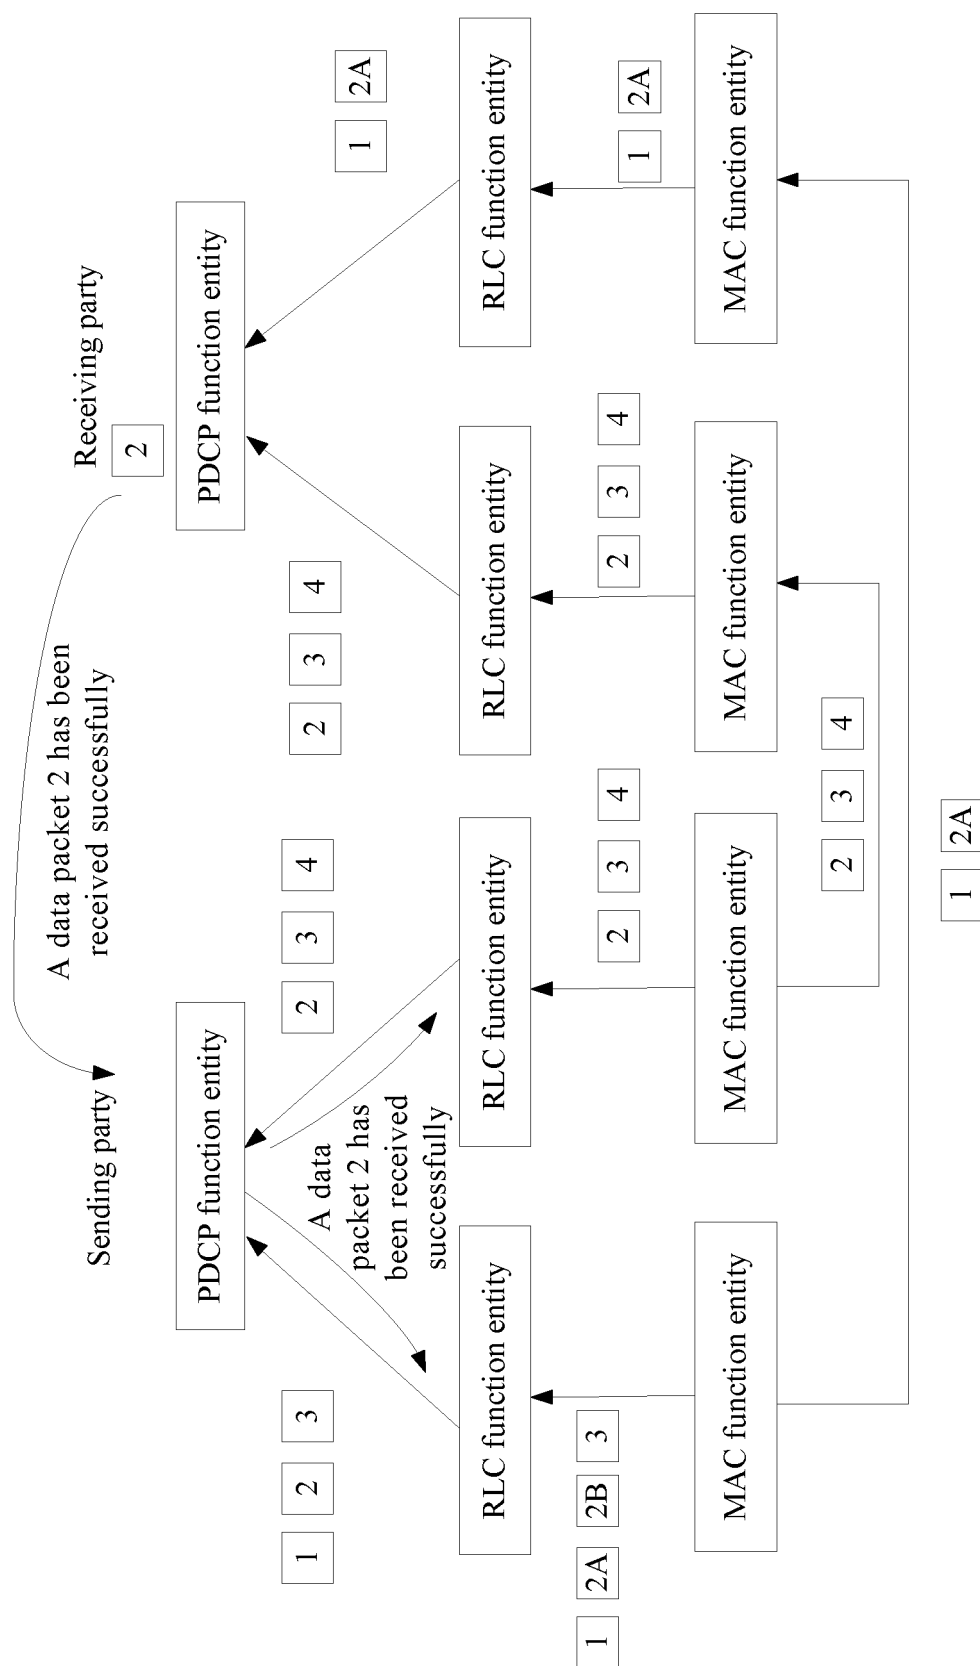 A data packet 2 has been
received successfully
Sending party
Receiving party
2
PDCP function entity
PDCP function entity
1 2 3
2 3 4
2 3 4
1 2A
A data
packet 2 has
been received
successfully
RLC function entity
RLC function entity
RLC function entity
RLC function entity
1 2A 2B 3
2 3 4
2 3 4
1 2A
MAC function entity
MAC function entity
MAC function entity
MAC function entity
2 3 4
1 2A